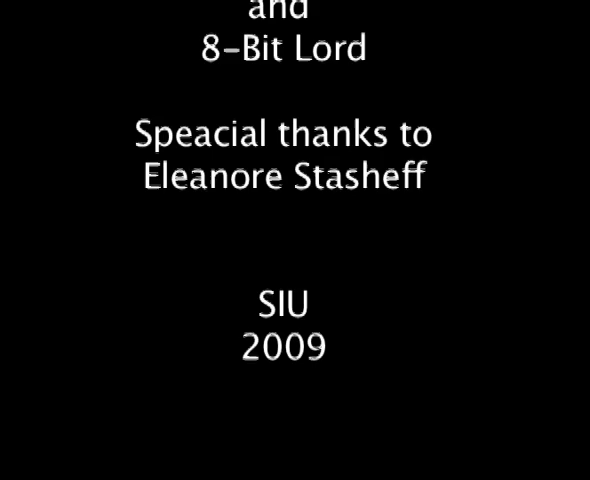 and
8-Bit Lord
Speacial thanks to
Eleanore Stasheff
SIU
2009